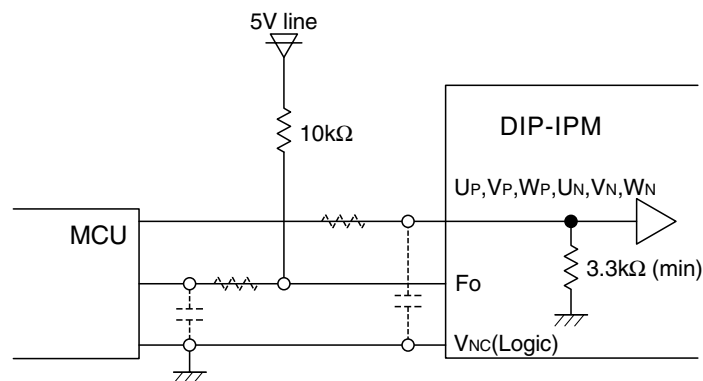 5V line
10kΩ
DIP-IPM
UP,VP,WP,UN,VN,WN
MCU
3.3kΩ (min)
Fo
VNC(Logic)